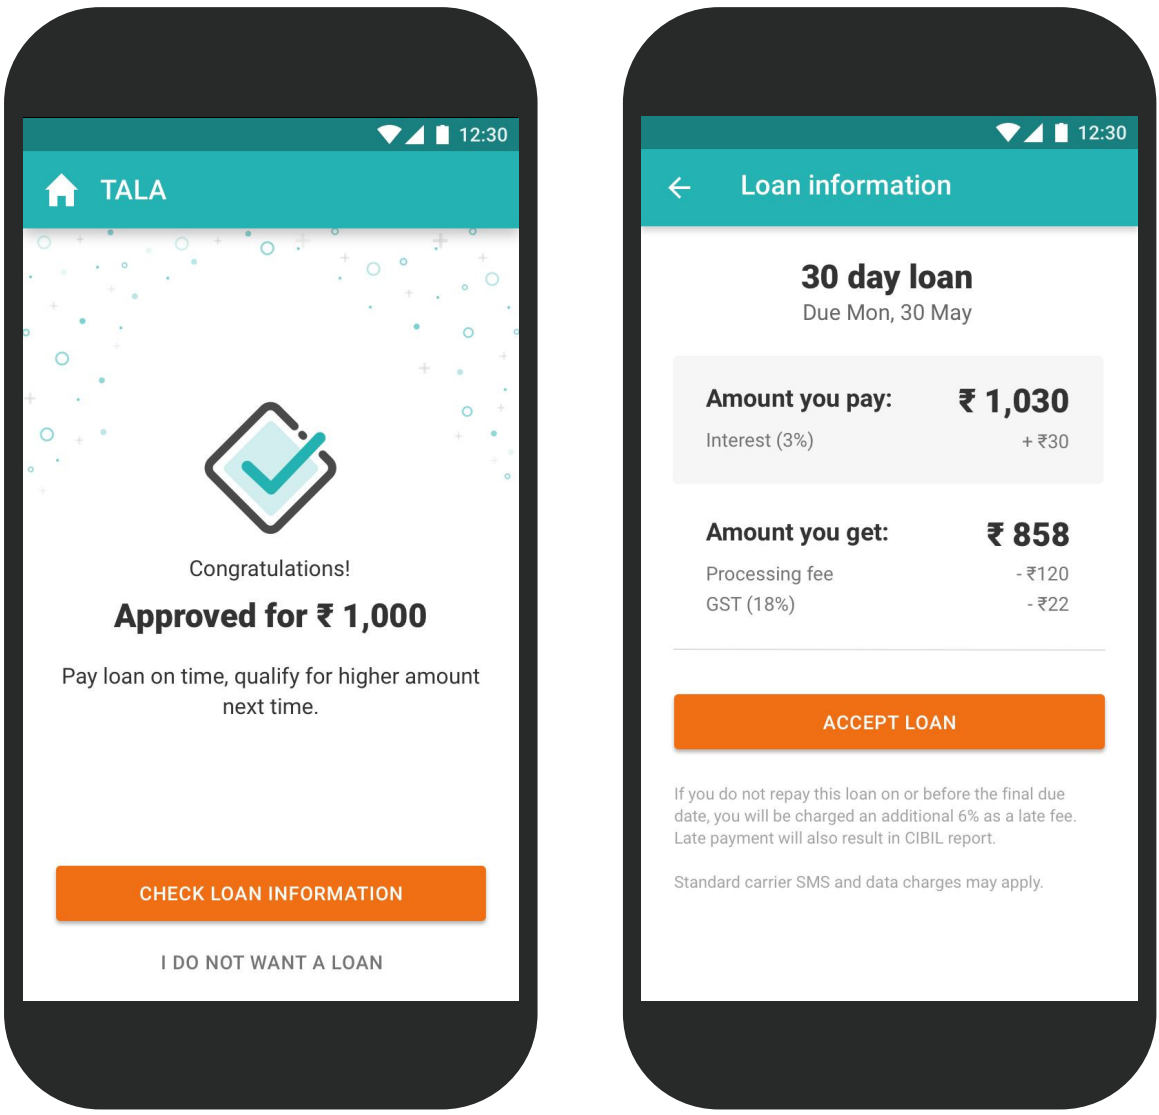 12:30
TALA
Congratulations!
Approved for ₹ 1,000
Pay loan on time, qualify for higher amount
next time.
CHECK LOAN INFORMATION
I DO NOT WANT A LOAN
12:30
Loan information
30 day loan
Due Mon, 30 May
Amount you pay: ₹ 1,030
Interest (3%) + ₹30
Amount you get: ₹ 858
Processing fee - ₹120
GST (18%) - ₹22
ACCEPT LOAN
If you do not repay this loan on or before the final due
date, you will be charged an additional 6% as a late fee.
Late payment will also result in CIBIL report.
Standard carrier SMS and data charges may apply.